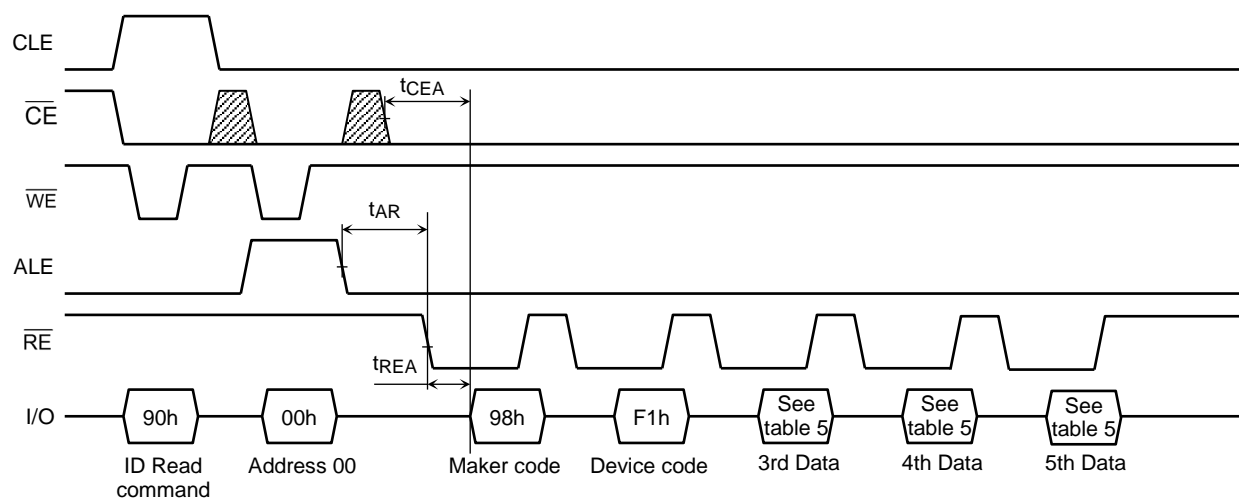 CLE
tCEA
CE
WE
tAR
ALE
RE
tREA
I/O
90h
00h
98h
F1h
See
table 5
See
table 5
See
table 5
ID Read
command
Address 00
Maker code
Device code
3rd Data
4th Data
5th Data